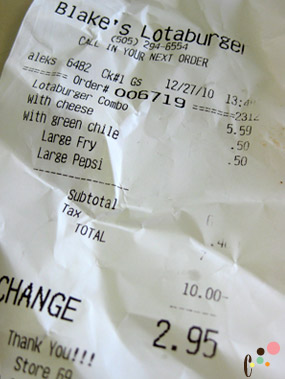 Blake's Lotaburger
(505) 294-6554
CALL IN YOUR NEXT ORDER
aleks 6482 CK#1 Gs 12/27/10
Order# 006719
Lotaburger Combo 5.59
With cheese .50
With green chile .50
Large Fry
Large Pepsi
Subtotal
Tax
TOTAL
10.00
CHANGE 2.95
Thank You!!!
Store 69